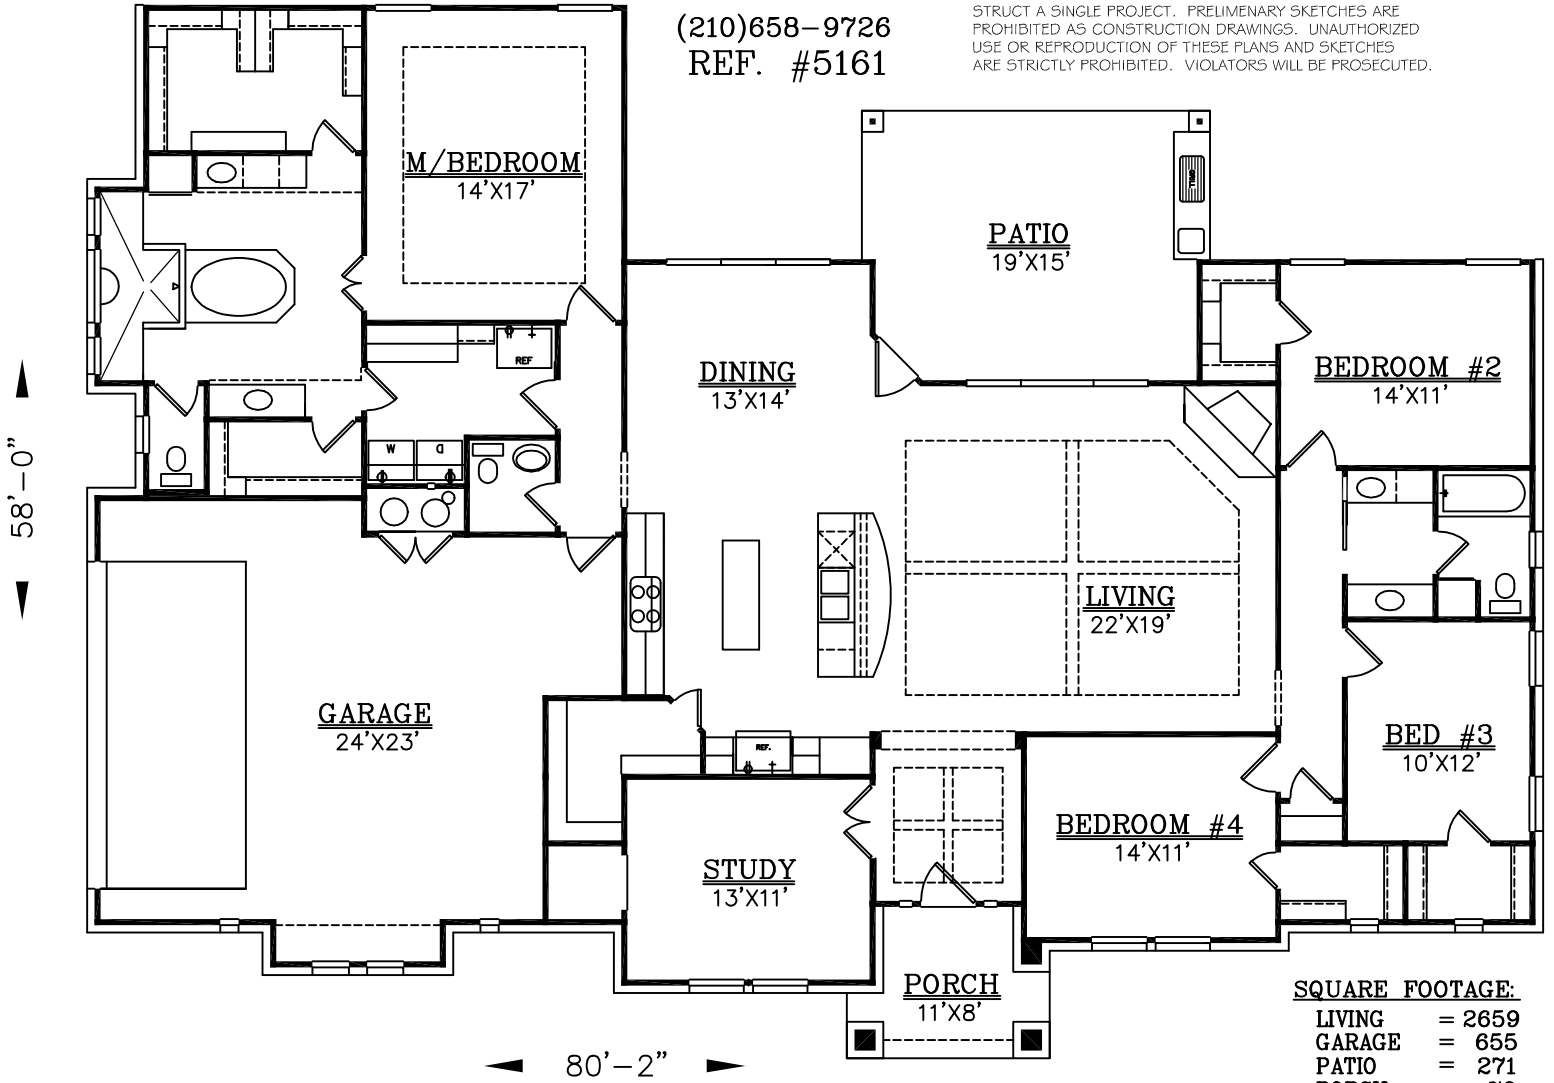 (210)658-9726
REF. #5161
STRUCT A SINGLE PROJECT. PRELIMENARY SKETCHES ARE
PROHIBITED AS CONSTRUCTION DRAWINGS. UNAUTHORIZED
USE OR REPRODUCTION OF THESE PLANS AND SKETCHES
ARE STRICTLY PROHIBITED. VIOLATORS WILL BE PROSECUTED.
M/BEDROOM
14'X17'
GRILL
PATIO
19'X15'
REF
DINING
13'X14'
BEDROOM #2
14'X11'
58'-0"
W
D
LIVING
22'X19'
GARAGE
24'X23'
REF.
BED #3
10'X12'
BEDROOM #4
14'X11'
STUDY
13'X11'
PORCH
11'X8'
80'-2"
SQUARE FOOTAGE:
LIVING = 2659
GARAGE = 655
PATIO = 271